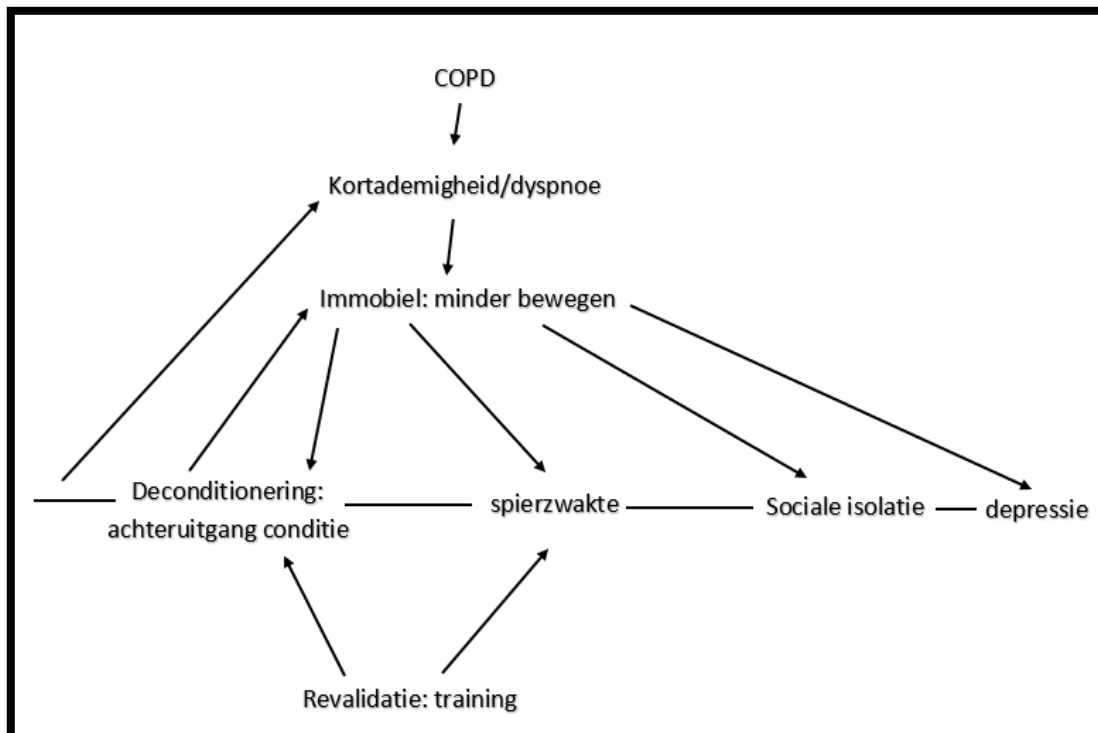 COPD
Kortademigheid/dyspnoe
Immobiel: minder bewegen
Deconditionering:
achteruitgang conditie
spierzwakte
Sociale isolatie
depressie
Revalidatie: training